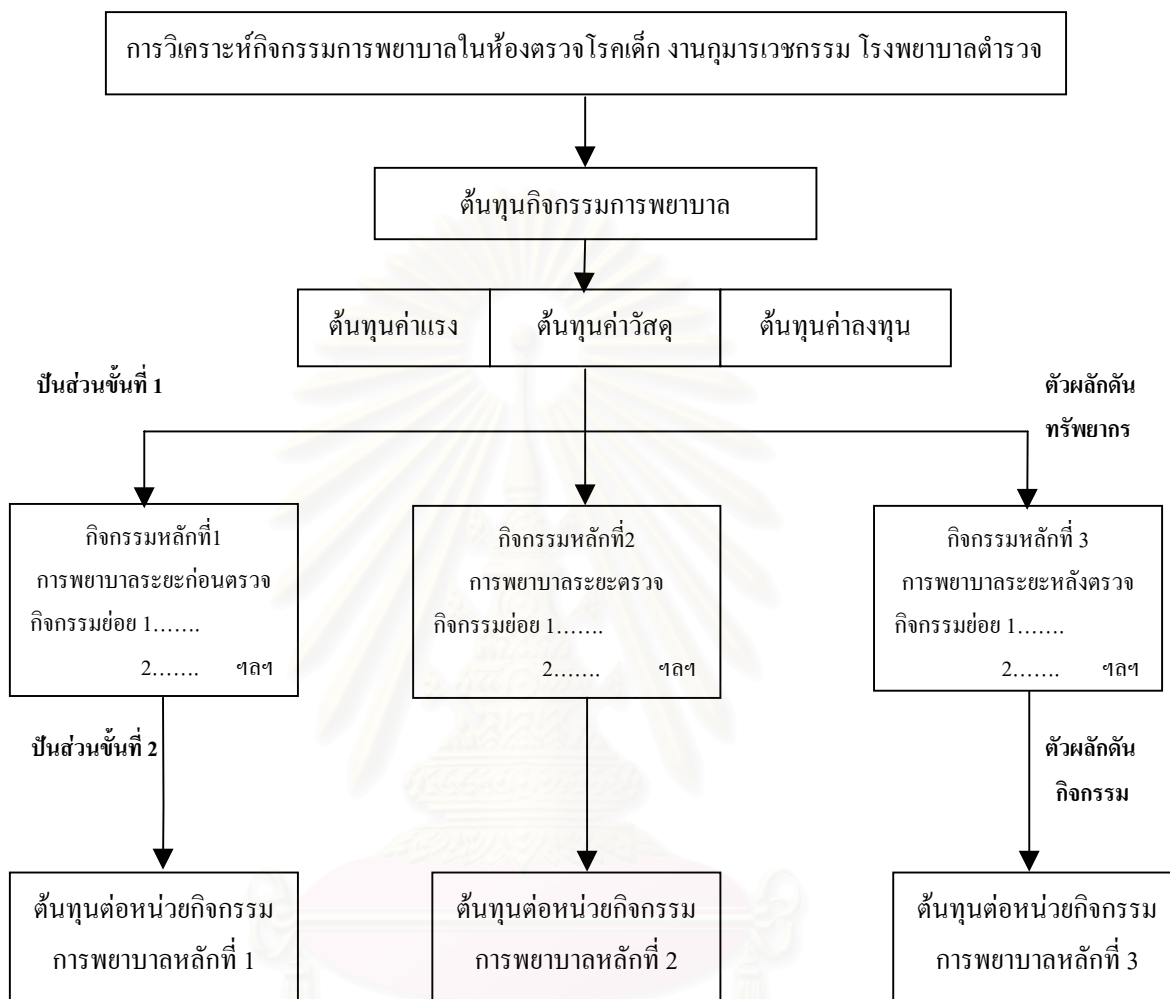 การวิเคราะห์กิจกรรมการพยาบาลในห้องตรวจโรคเด็ก งานกุมารเวชกรรม โรงพยาบาลตำรวจ
ต้นทุนกิจกรรมการพยาบาล
ต้นทุนค่าแรง ต้นทุนค่าวัสดุ ต้นทุนค่าลงทุน
ปันส่วนขั้นที่ 1
ตัวผลักดัน
ทรัพยากร
กิจกรรมหลักที่1
การพยาบาลระยะก่อนตรวจ
กิจกรรมย่อย 1.......
2....... ฯลฯ
กิจกรรมหลักที่2
การพยาบาลระยะตรวจ
กิจกรรมย่อย 1.......
2....... ฯลฯ
กิจกรรมหลักที่ 3
การพยาบาลระยะหลังตรวจ
กิจกรรมย่อย 1.......
2....... ฯลฯ
ปันส่วนขั้นที่ 2
ตัวผลักดัน
กิจกรรม
ต้นทุนต่อหน่วยกิจกรรม
การพยาบาลหลักที่ 1
ต้นทุนต่อหน่วยกิจกรรม
การพยาบาลหลักที่ 2
ต้นทุนต่อหน่วยกิจกรรม
การพยาบาลหลักที่ 3